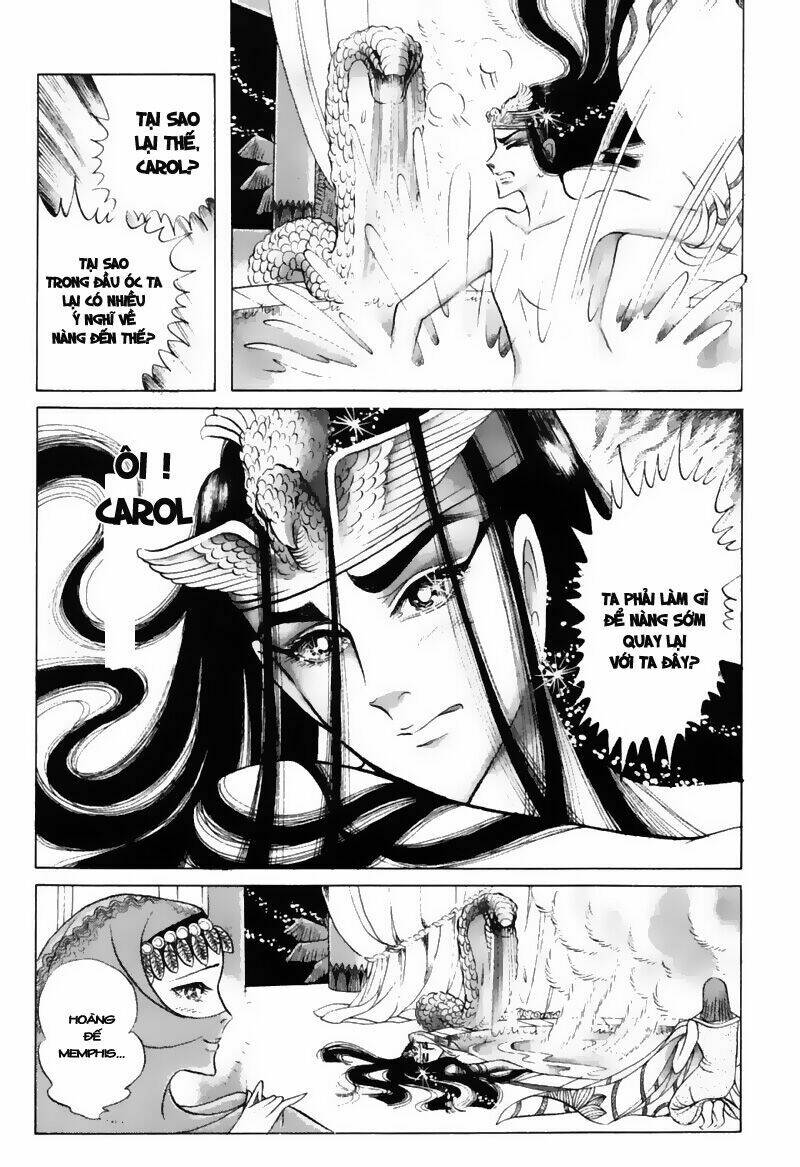 TẠI SAO
LẠI THẾ,
CAROL?
TẠI SAO
TRONG ĐẦU ÓC TA
LẠI CÓ NHIỀU
Ý NGHĨ VỀ
NÀNG ĐẾN THẾ?
ÔI !
CAROL
TA PHẢI LÀM GÌ
ĐỂ NÀNG SỚM
QUAY LẠI
VỚI TA ĐÂY?
HOÀNG
ĐẾ
MEMPHIS...